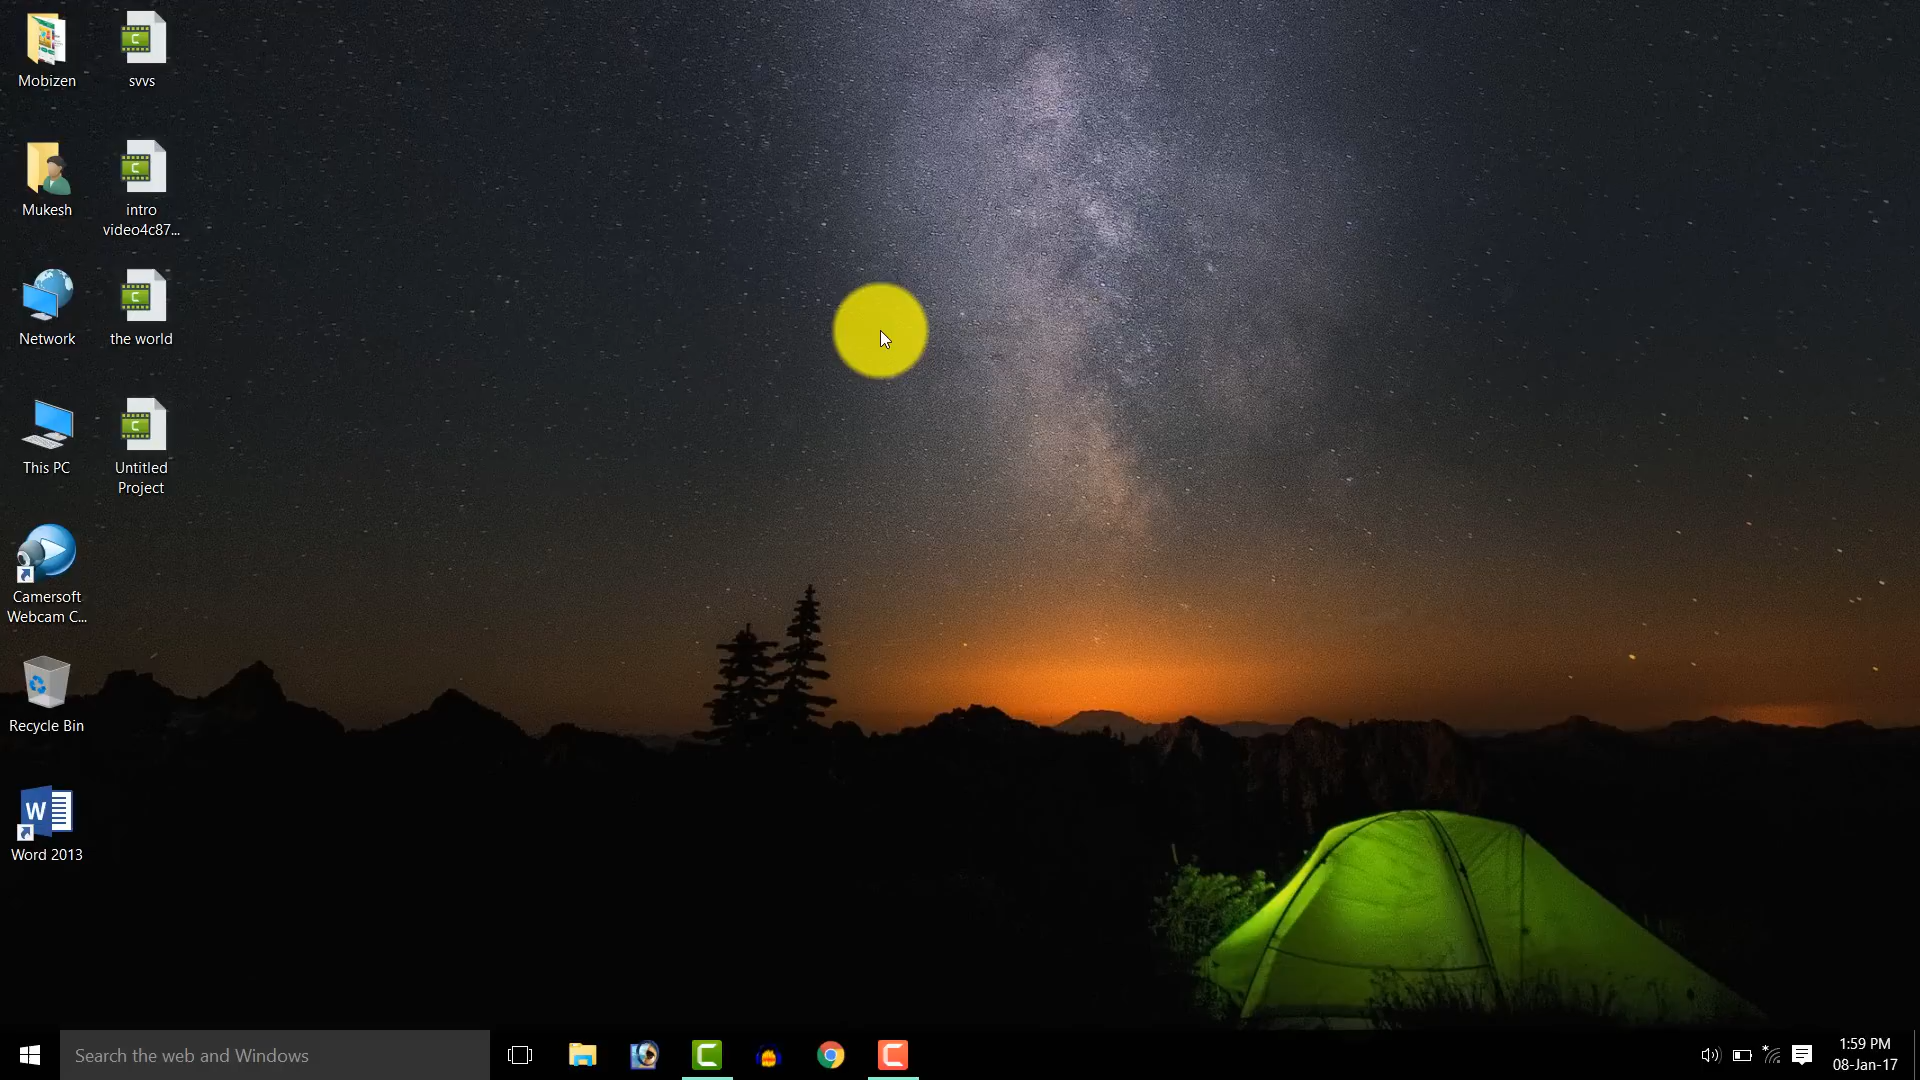 Mobizen
svvs
Mukesh
intro
video4c87...
Network
the world
This PC
Untitled
Project
Camersoft
Webcam C...
Recycle Bin
W
Word 2013
Search the web and Windows
1:59 PM
08-Jan-17